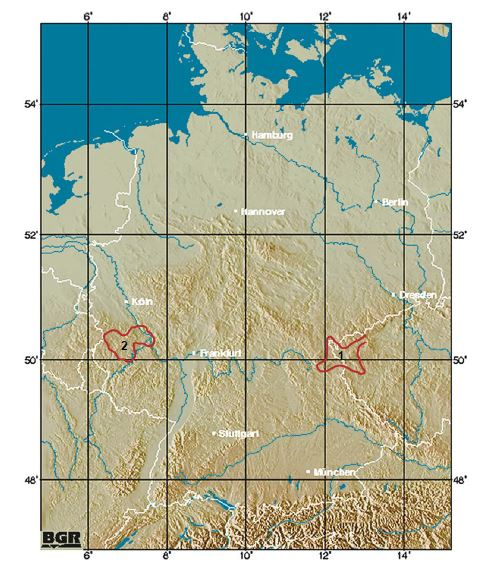 6° 8° 10° 12° 14°
54° 54°
Hamburg
Berlin
Hannover
52° 52°
Köln Dresden
2 1
50° Frankfurt 50°
Stuttgart
München
48° 48°
BGR
6° 8° 10° 12° 14°